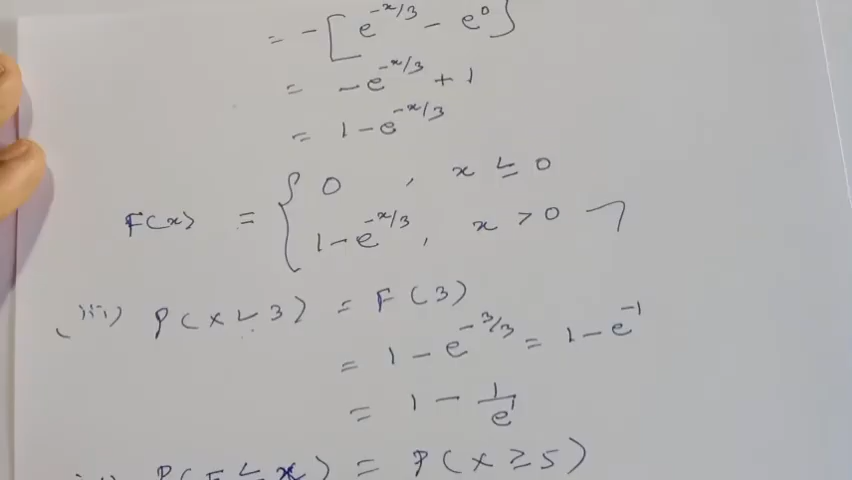 = -[e^{-x/3} - e^0]
= -e^{-x/3} + 1
= 1 - e^{-x/3}
F(x) = { 0 , x ≤ 0
1 - e^{-x/3} , x > 0
(iii) P(X < 3) = F(3)
= 1 - e^{-3/3} = 1 - e^{-1}
= 1 - 1/e^1
P(5 ≤ X) = P(X ≥ 5)